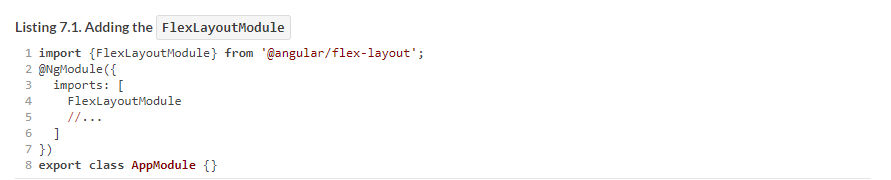 Listing 7.1. Adding the FlexLayoutModule
1 import {FlexLayoutModule} from '@angular/flex-layout';
2 @NgModule({
3   imports: [
4     FlexLayoutModule
5     //...
6   ]
7 })
8 export class AppModule {}